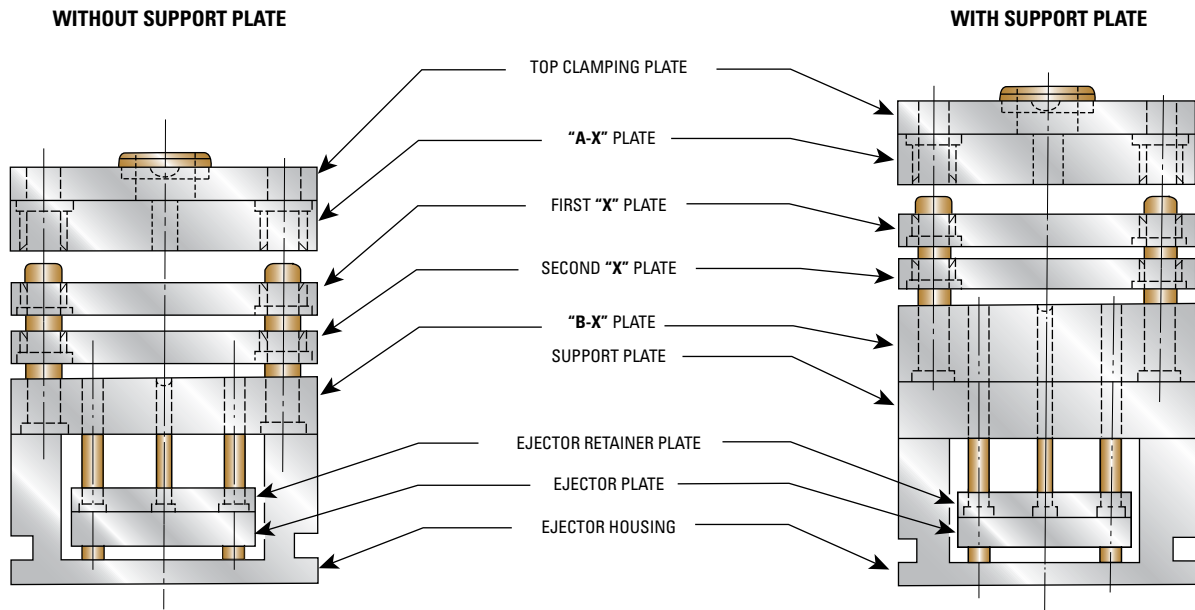 WITHOUT SUPPORT PLATE
WITH SUPPORT PLATE
TOP CLAMPING PLATE
“A-X” PLATE
FIRST “X” PLATE
SECOND “X” PLATE
“B-X” PLATE
SUPPORT PLATE
EJECTOR RETAINER PLATE
EJECTOR PLATE
EJECTOR HOUSING